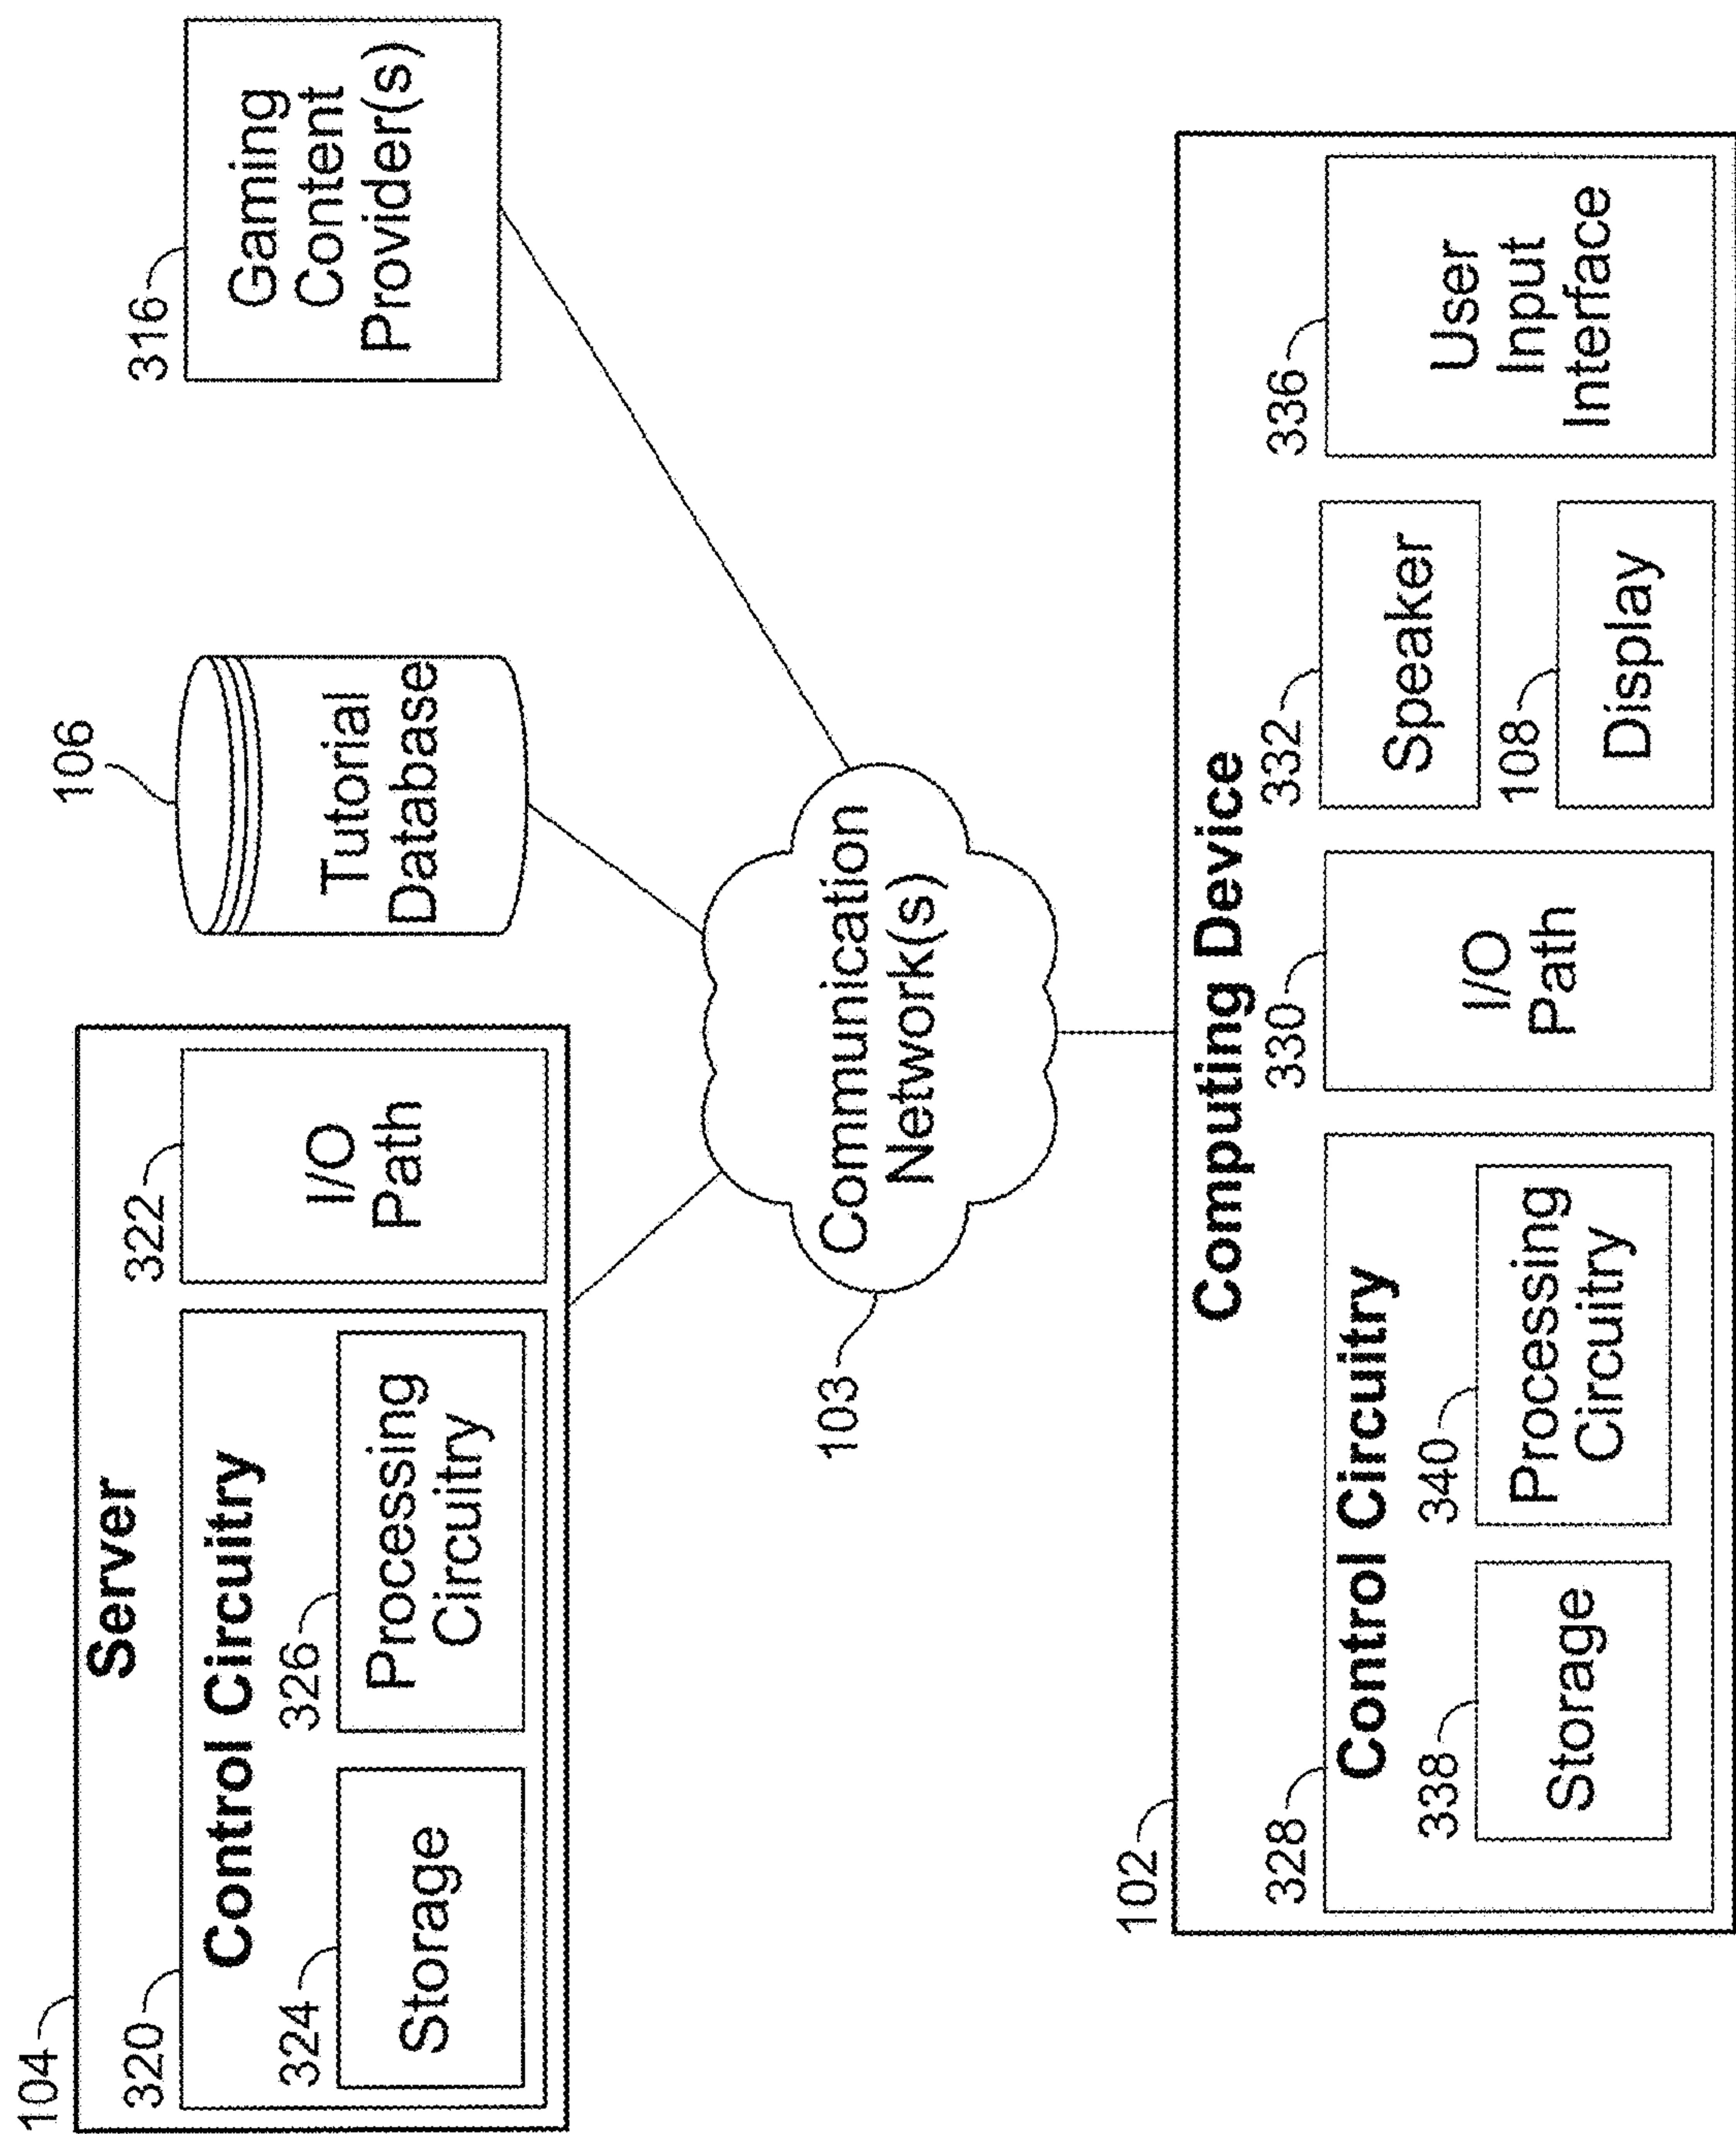 104
Server
320
Control Circuitry
324
Storage
326
Processing
Circuitry
322
I/O
Path
106
Tutorial
Database
316
Gaming
Content
Provider(s)
103
Communication
Network(s)
102
Computing Device
328
Control Circuitry
338
Storage
340
Processing
Circuitry
330
I/O
Path
332
Speaker
108
Display
336
User
Input
Interface